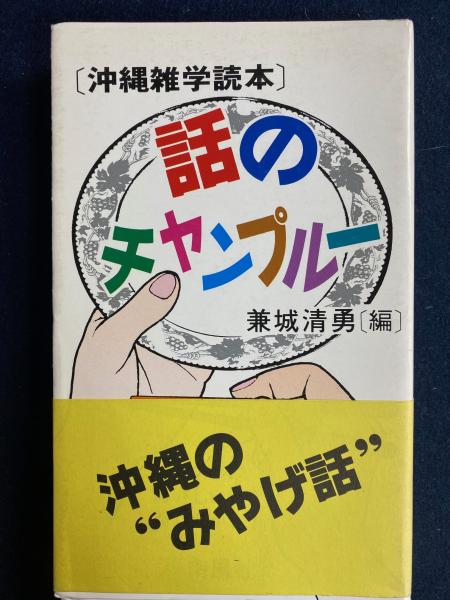 〔沖縄雑学読本〕
話の
チャンプルー
兼城清勇〔編〕
沖縄の
“みやげ話”